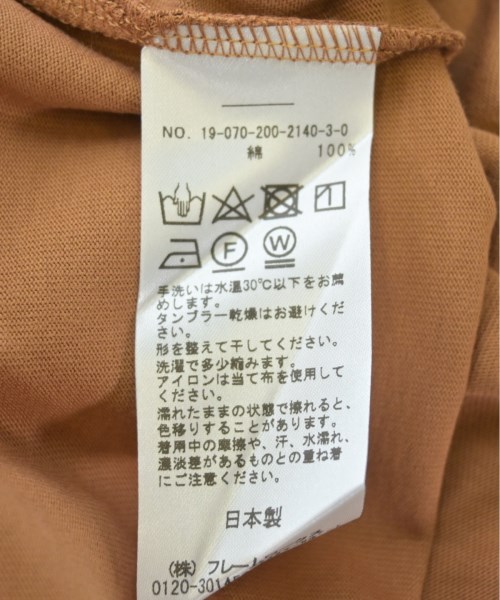 NO. 19-070-200-2140-3-0
綿 100%
F W
手洗いは水温30℃以下をお薦
めします。
タンブラー乾燥はお避けくだ
さい。
形を整えて干してください。
洗濯で多少縮みます。
アイロンは当て布を使用して
ください。
濡れたままの状態で擦れると、
色移りすることがあります。
着用中の摩擦や、汗、水濡れ、
濃淡差があるものとの重ね着
にご注意ください。
日本製
(株) フレーム
0120-301